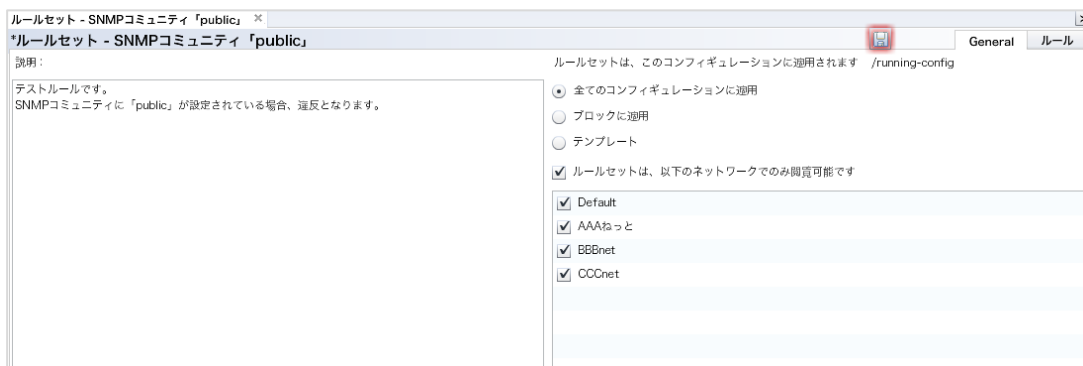 ルールセット - SNMPコミュニティ「public」 ×
*ルールセット - SNMPコミュニティ「public」
General ルール
説明：
テストルールです。
SNMPコミュニティに「public」が設定されている場合、違反となります。
ルールセットは、このコンフィギュレーションに適用されます /running-config
全てのコンフィギュレーションに適用
ブロックに適用
テンプレート
ルールセットは、以下のネットワークでのみ閲覧可能です
Default
AAAねっと
BBBnet
CCCnet